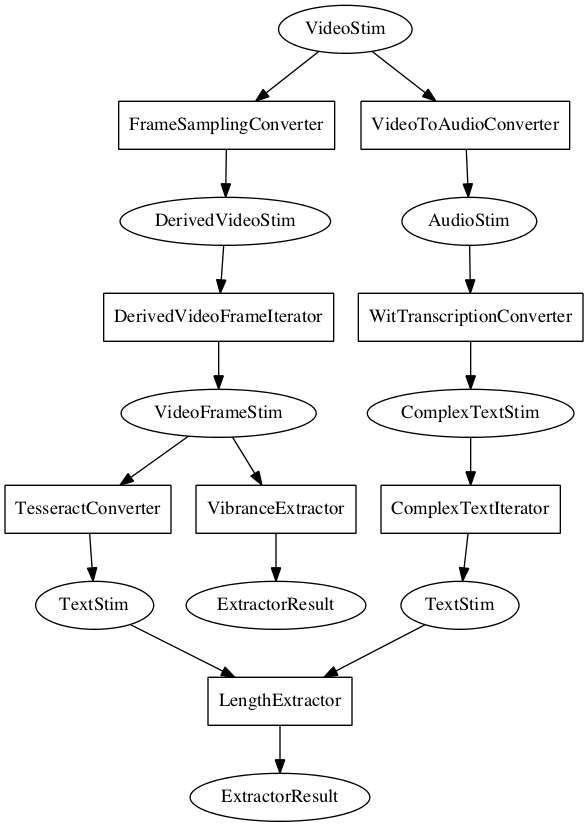 VideoStim
FrameSamplingConverter
VideoToAudioConverter
DerivedVideoStim
AudioStim
DerivedVideoFrameIterator
WitTranscriptionConverter
VideoFrameStim
ComplexTextStim
TesseractConverter
VibranceExtractor
ComplexTextIterator
TextStim
ExtractorResult
TextStim
LengthExtractor
ExtractorResult